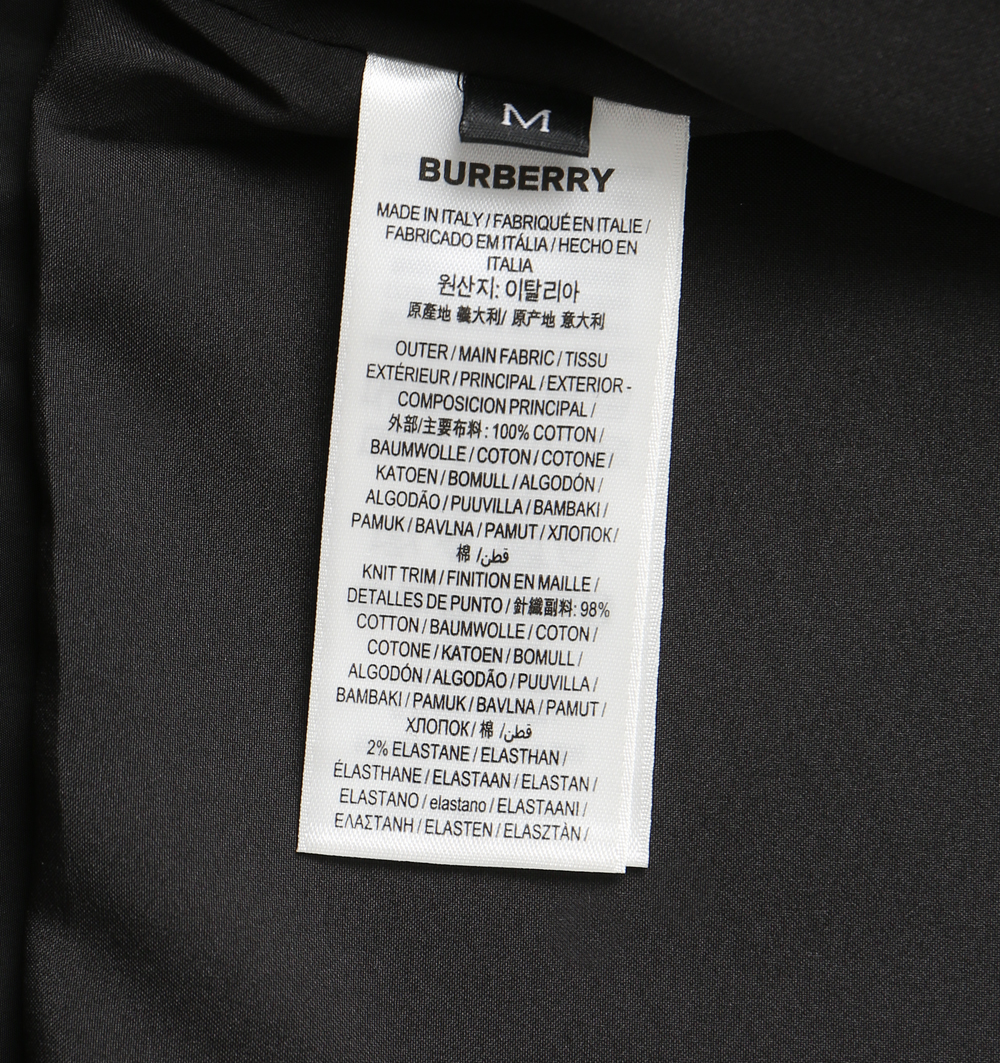 M
BURBERRY
MADE IN ITALY / FABRIQUÉ EN ITALIE /
FABRICADO EM ITÁLIA / HECHO EN
ITALIA
원산지: 이탈리아
原產地 義大利/ 原产地 意大利
OUTER / MAIN FABRIC / TISSU
EXTÉRIEUR / PRINCIPAL / EXTERIOR -
COMPOSICION PRINCIPAL /
外部/主要布料: 100% COTTON /
BAUMWOLLE / COTON / COTONE /
KATOEN / BOMULL / ALGODÓN /
ALGODÃO / PUUVILLA / BAMBAKI /
PAMUK / BAVLNA / PAMUT / ХЛОПОК /
棉 / قطن
KNIT TRIM / FINITION EN MAILLE /
DETALLES DE PUNTO / 針織副料: 98%
COTTON / BAUMWOLLE / COTON /
COTONE / KATOEN / BOMULL /
ALGODÓN / ALGODÃO / PUUVILLA /
BAMBAKI / PAMUK / BAVLNA / PAMUT /
ХЛОПОК / 棉 / قطن
2% ELASTANE / ELASTHAN /
ÉLASTHANE / ELASTAAN / ELASTAN /
ELASTANO / elastano / ELASTAANI /
ΕΛΑΣΤΑΝΗ / ELASTEN / ELASZTÀN /